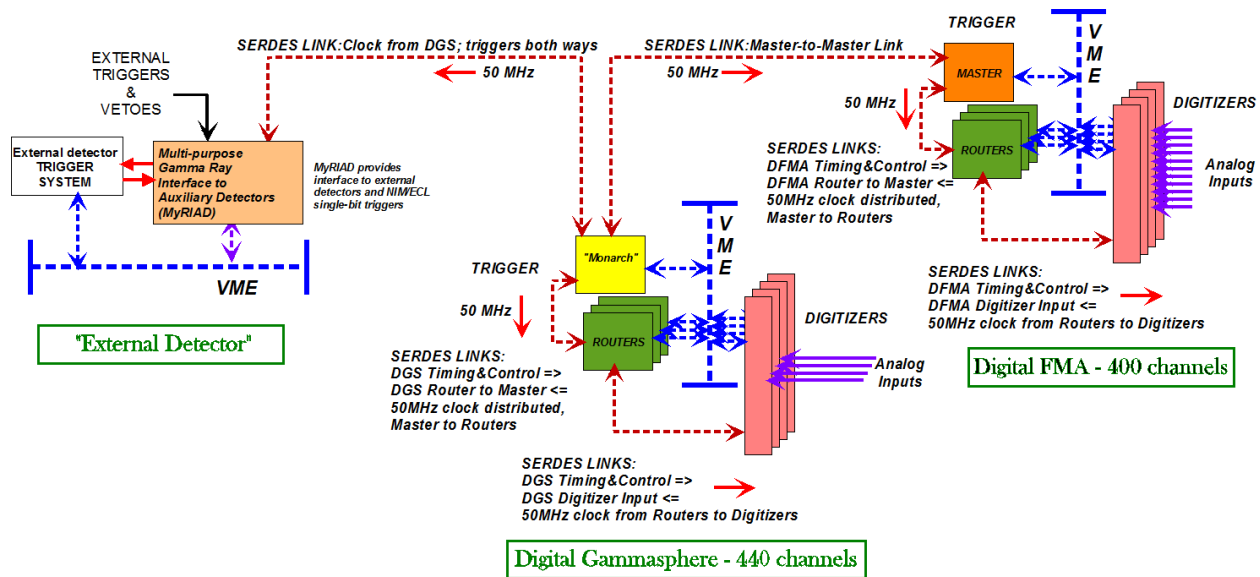 SERDES LINK:Clock from DGS; triggers both ways
50 MHz
SERDES LINK:Master-to-Master Link
50 MHz
EXTERNAL
TRIGGERS
&
VETOES
External detector
TRIGGER
SYSTEM
Multi-purpose
Gamma Ray
Interface to
Auxiliary Detectors
(MyRIAD)
MyRIAD provides
interface to external
detectors and NIM/ECL
single-bit triggers
VME
"External Detector"
TRIGGER
MASTER
50 MHz
ROUTERS
V
M
E
DIGITIZERS
Analog
Inputs
SERDES LINKS:
DFMA Timing&Control =>
DFMA Router to Master <=
50MHz clock distributed,
Master to Routers
SERDES LINKS:
DFMA Timing&Control =>
DFMA Digitizer Input <=
50MHz clock from Routers to Digitizers
Digital FMA - 400 channels
"Monarch"
TRIGGER
50 MHz
ROUTERS
V
M
E
DIGITIZERS
Analog
Inputs
SERDES LINKS:
DGS Timing&Control =>
DGS Router to Master <=
50MHz clock distributed,
Master to Routers
SERDES LINKS:
DGS Timing&Control =>
DGS Digitizer Input <=
50MHz clock from Routers to Digitizers
Digital Gammasphere - 440 channels